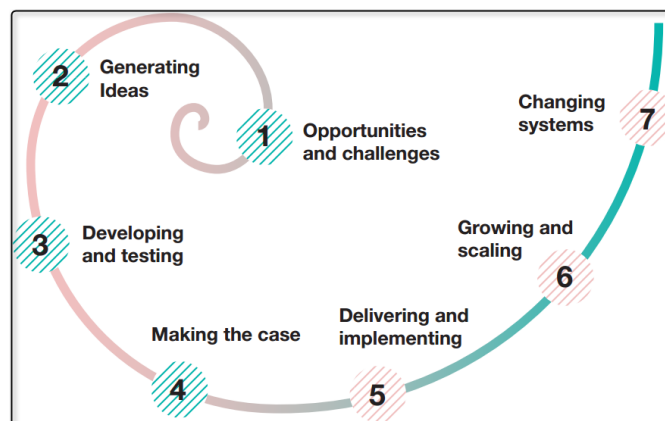 1
Opportunities
and challenges
2
Generating
Ideas
3
Developing
and testing
4
Making the case
5
Delivering and
implementing
6
Growing and
scaling
7
Changing
systems